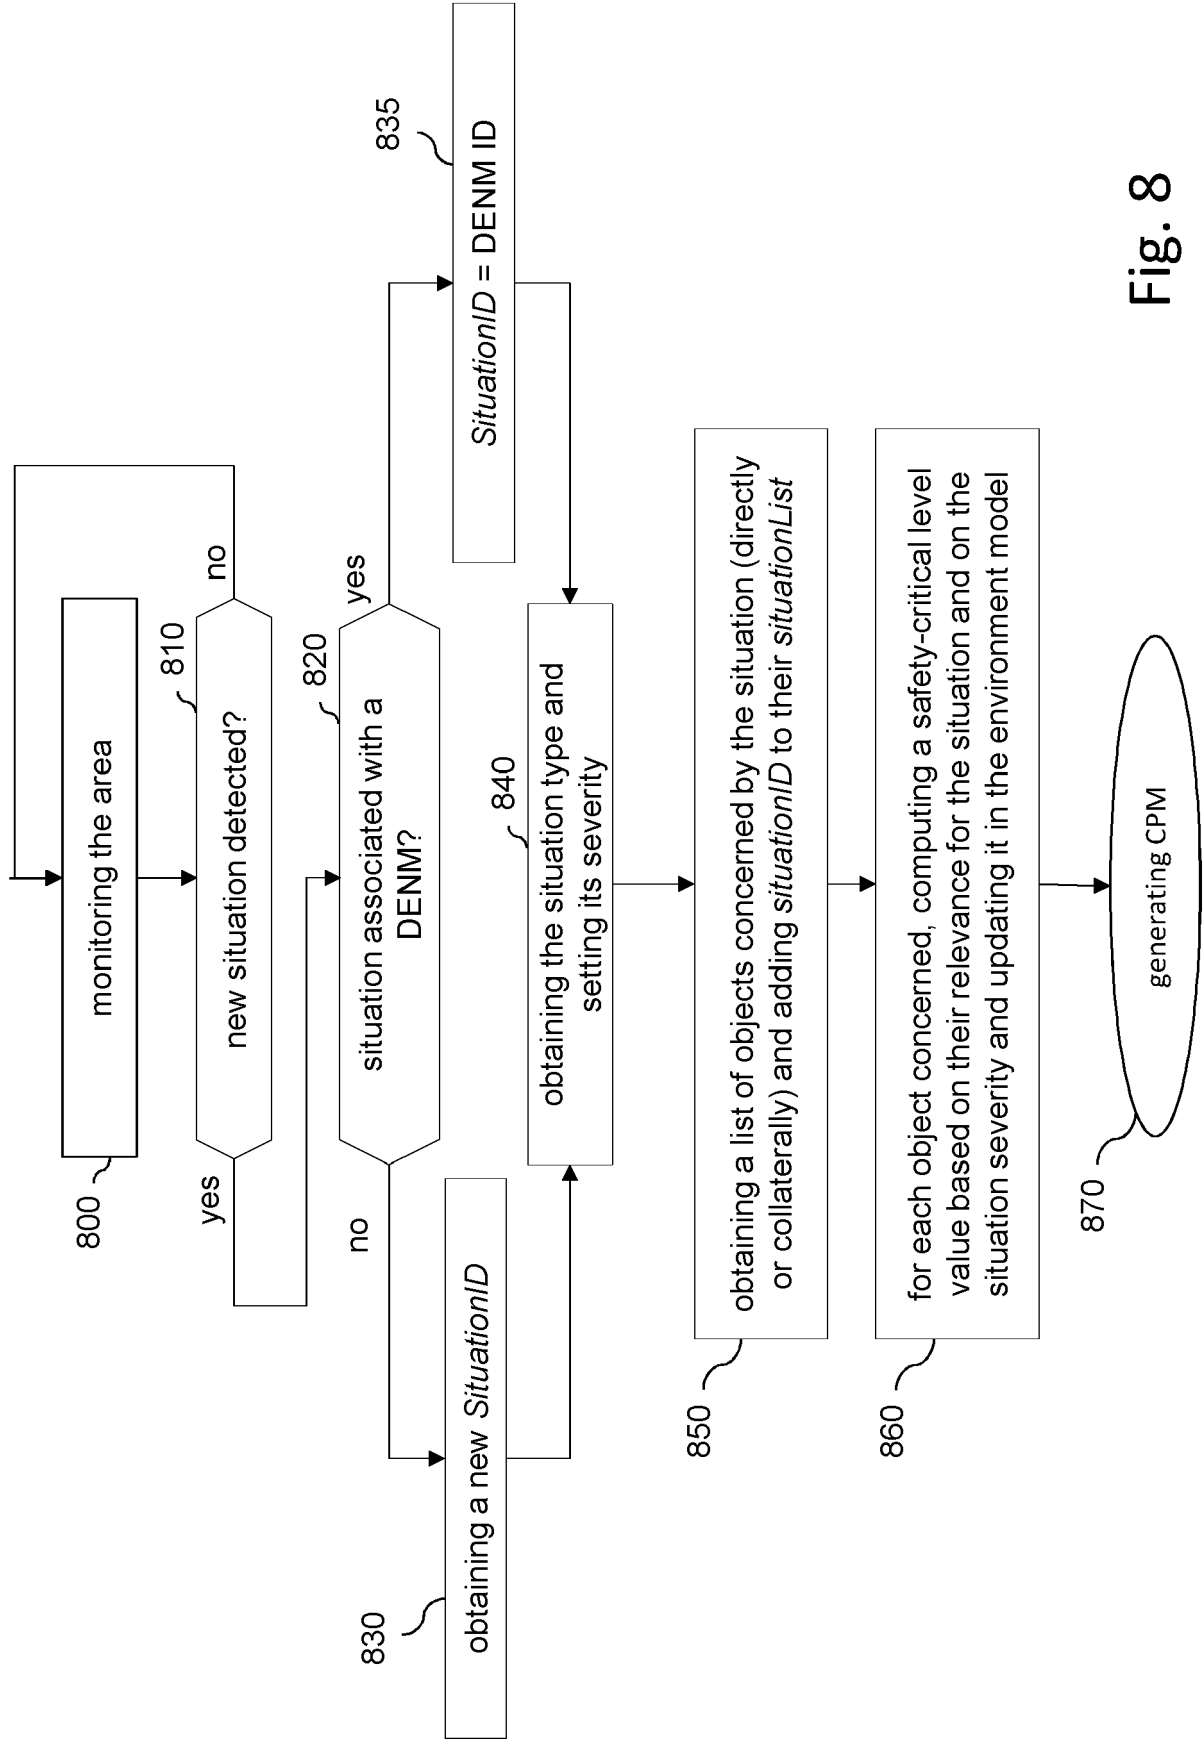 800
monitoring the area
810
new situation detected?
yes
no
820
situation associated with a
DENM?
no
yes
830
obtaining a new SituationID
835
SituationID = DENM ID
840
obtaining the situation type and
setting its severity
850
obtaining a list of objects concerned by the situation (directly
or collaterally) and adding situationID to their situationList
860
for each object concerned, computing a safety-critical level
value based on their relevance for the situation and on the
situation severity and updating it in the environment model
870
generating CPM
Fig. 8